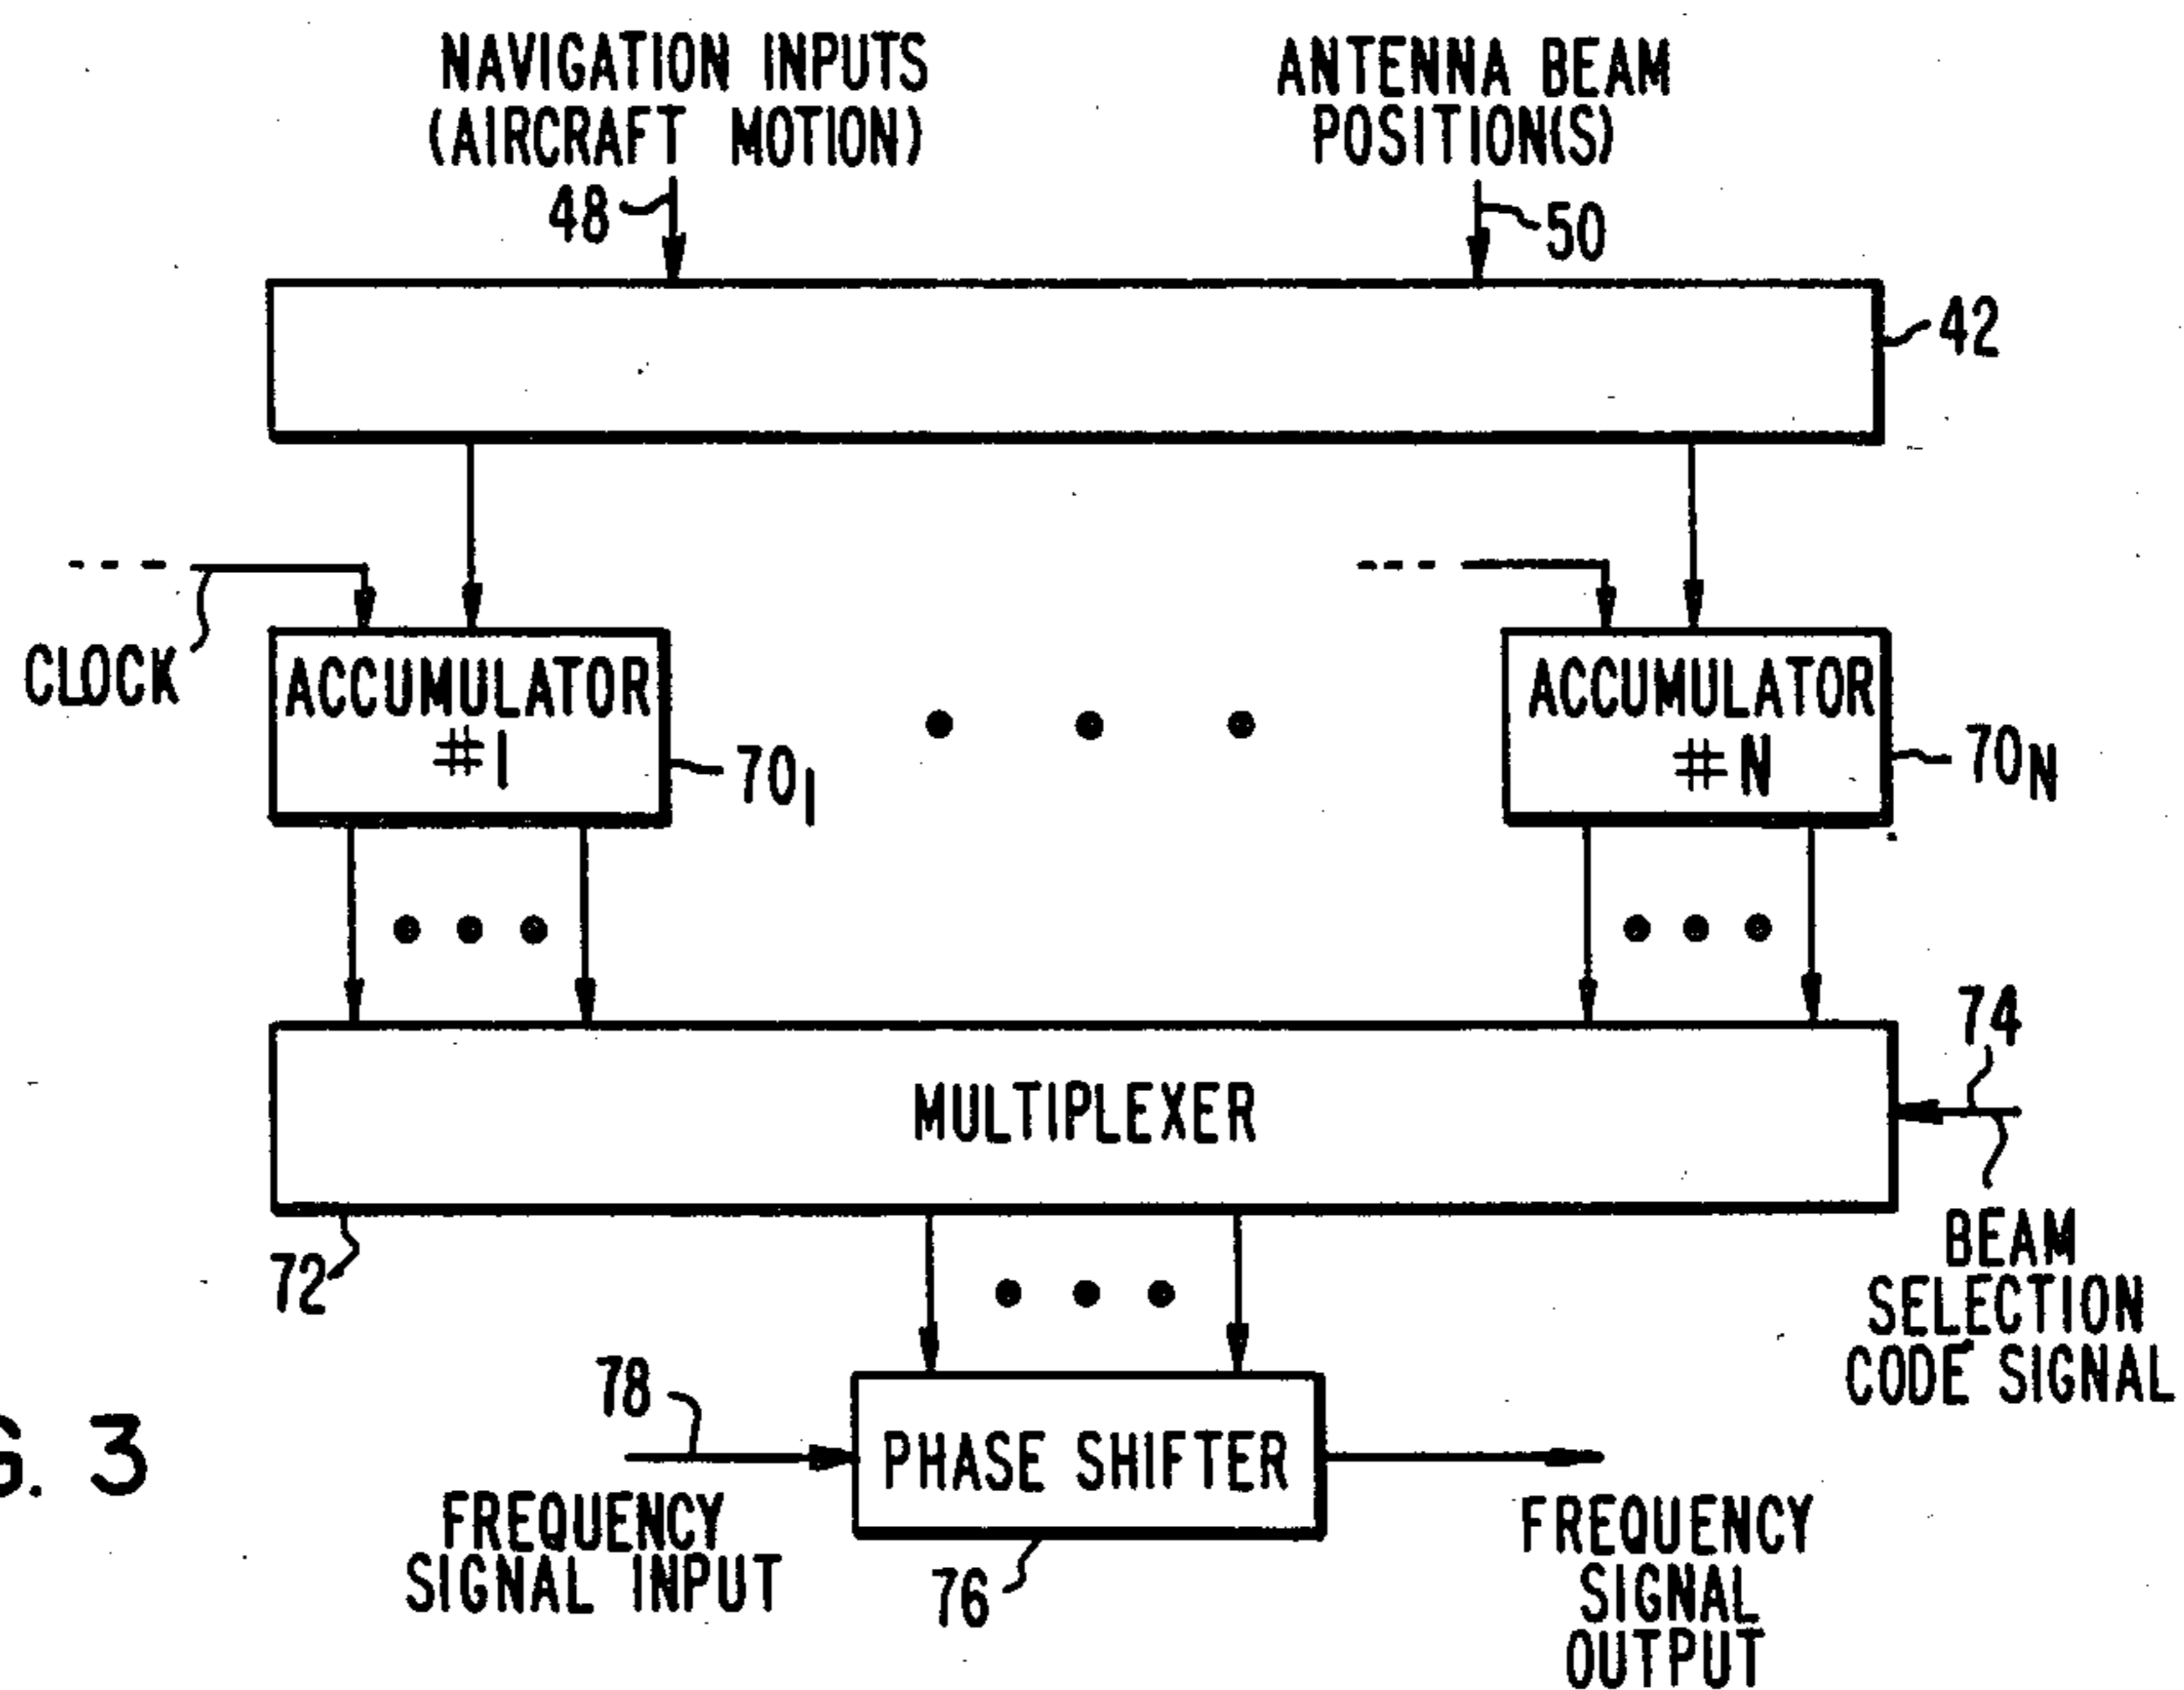 NAVIGATION INPUTS
(AIRCRAFT MOTION)
ANTENNA BEAM
POSITION(S)
48
50
42
CLOCK
ACCUMULATOR
#1
70₁
ACCUMULATOR
#N
70N
74
MULTIPLEXER
72
BEAM
SELECTION
CODE SIGNAL
78
PHASE SHIFTER
FREQUENCY
SIGNAL INPUT
76
FREQUENCY
SIGNAL
OUTPUT
G. 3